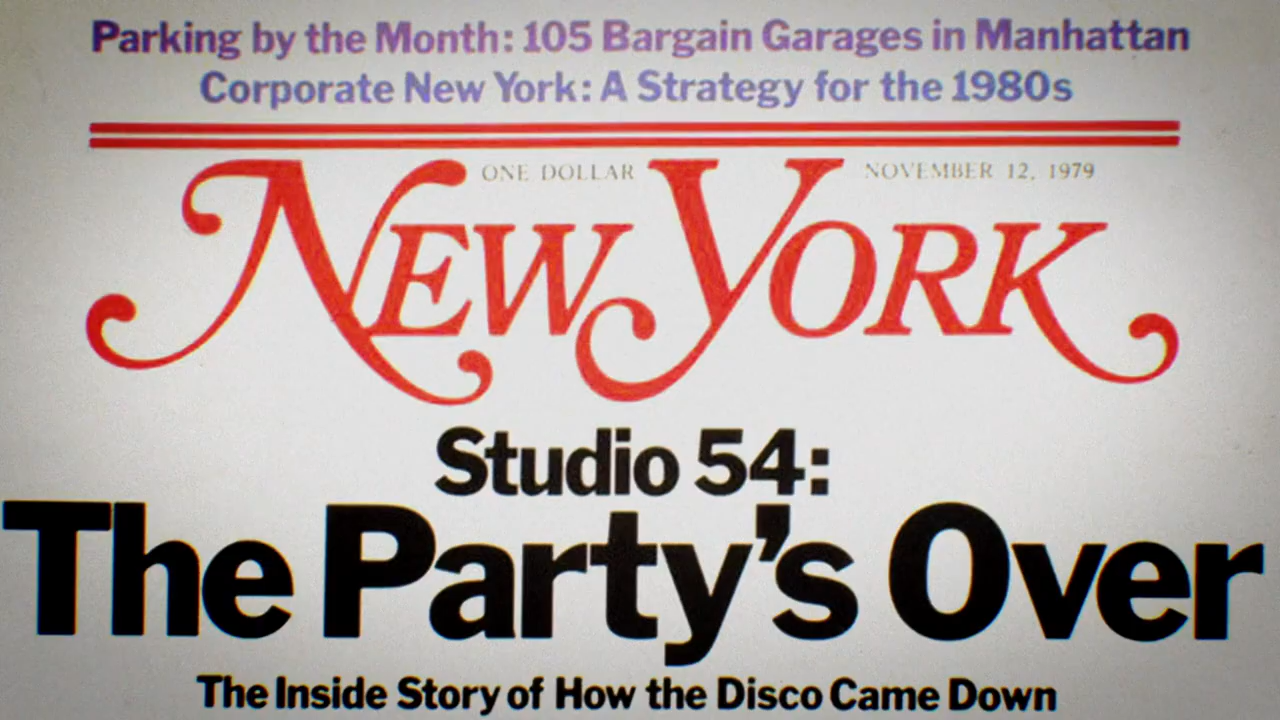 Parking by the Month: 105 Bargain Garages in Manhattan
Corporate New York: A Strategy for the 1980s
ONE DOLLAR NOVEMBER 12, 1979
NEW YORK
Studio 54:
The Party's Over
The Inside Story of How the Disco Came Down